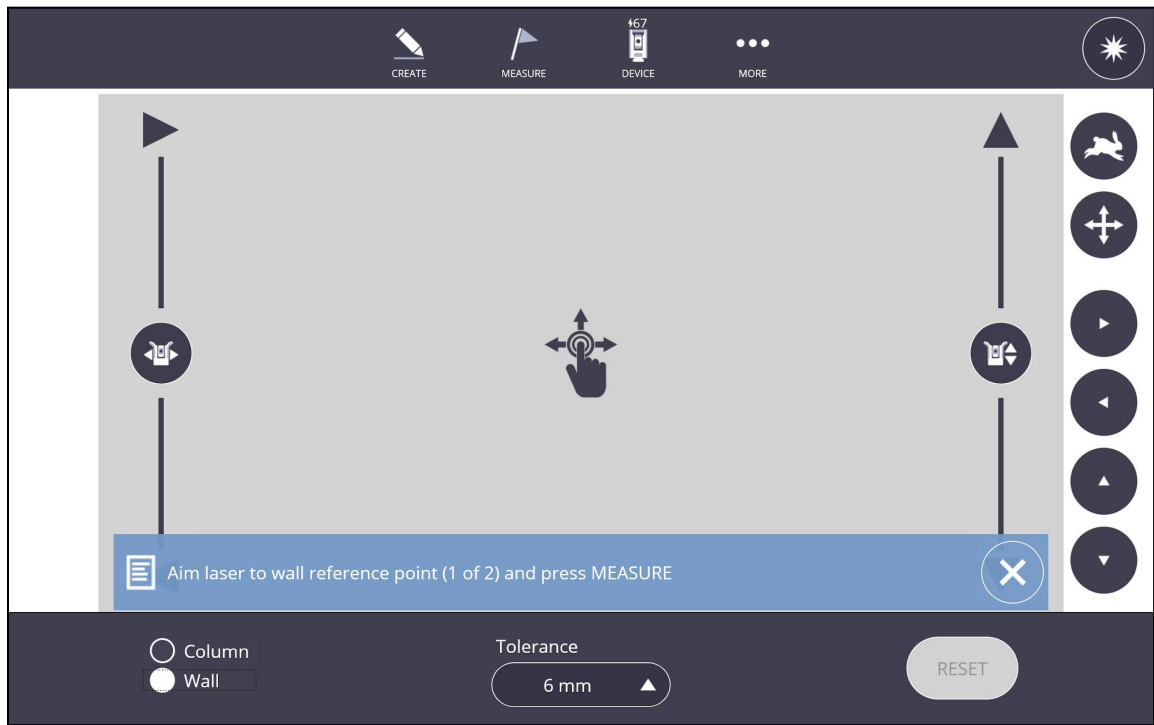 67
CREATE
MEASURE
DEVICE
MORE
Aim laser to wall reference point (1 of 2) and press MEASURE
Column
Wall
Tolerance
6 mm
RESET